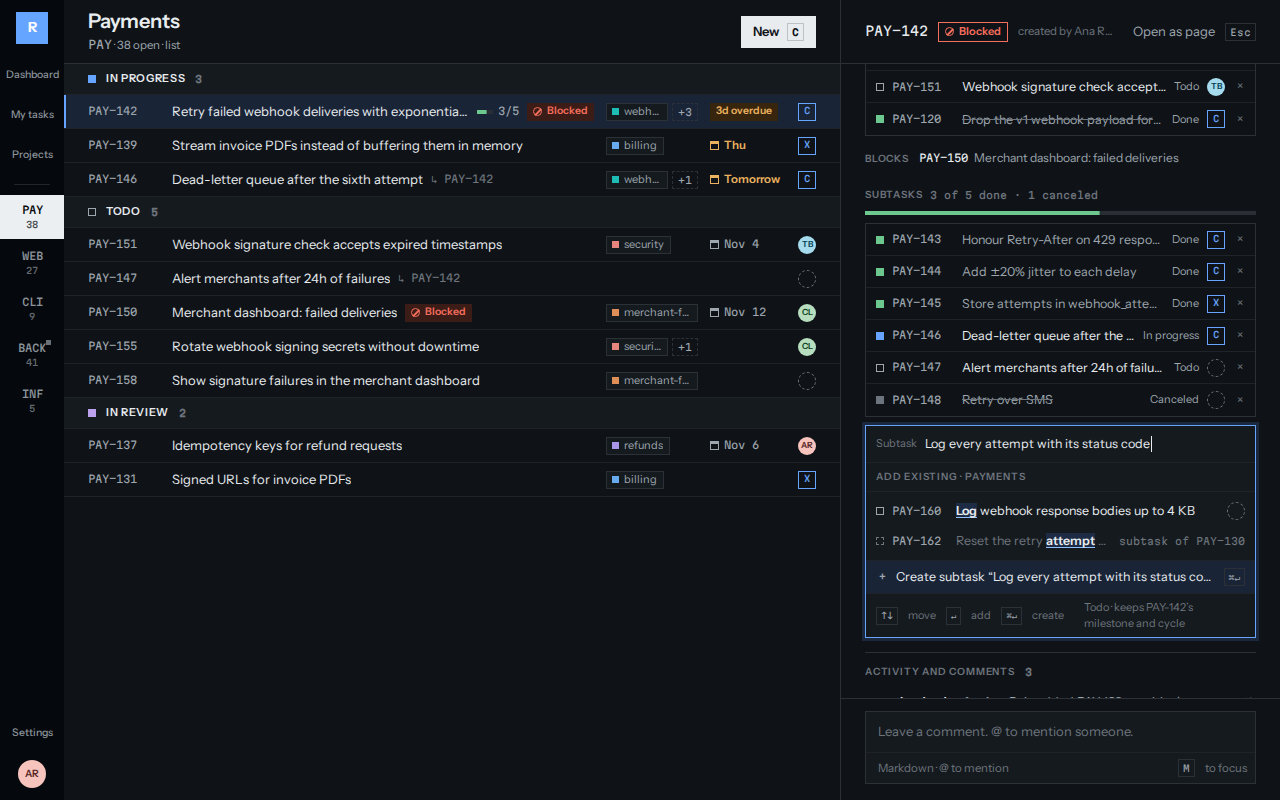 R
Dashboard
My tasks
Projects
PAY
38
WEB
27
CLI
9
BACK
41
INF
5
Settings
AR
Payments
PAY · 38 open · list
New C
IN PROGRESS 3
PAY-142 Retry failed webhook deliveries with exponentia… 3/5 Blocked webh… +3 3d overdue C
PAY-139 Stream invoice PDFs instead of buffering them in memory billing Thu X
PAY-146 Dead-letter queue after the sixth attempt ↳ PAY-142 webh… +1 Tomorrow C
TODO 5
PAY-151 Webhook signature check accepts expired timestamps security Nov 4 TB
PAY-147 Alert merchants after 24h of failures ↳ PAY-142
PAY-150 Merchant dashboard: failed deliveries Blocked merchant-f… Nov 12 CL
PAY-155 Rotate webhook signing secrets without downtime securi… +1 CL
PAY-158 Show signature failures in the merchant dashboard merchant-f…
IN REVIEW 2
PAY-137 Idempotency keys for refund requests refunds Nov 6 AR
PAY-131 Signed URLs for invoice PDFs billing X
PAY-142 Blocked created by Ana R… Open as page Esc
PAY-151 Webhook signature check accept… Todo TB ×
PAY-120 Drop the v1 webhook payload for… Done C ×
BLOCKS PAY-150 Merchant dashboard: failed deliveries
SUBTASKS 3 of 5 done · 1 canceled
PAY-143 Honour Retry-After on 429 respo… Done C ×
PAY-144 Add ±20% jitter to each delay Done C ×
PAY-145 Store attempts in webhook_atte… Done X ×
PAY-146 Dead-letter queue after the … In progress C ×
PAY-147 Alert merchants after 24h of failu… Todo ×
PAY-148 Retry over SMS Canceled ×
Subtask Log every attempt with its status code
ADD EXISTING · PAYMENTS
PAY-160 Log webhook response bodies up to 4 KB
PAY-162 Reset the retry attempt … subtask of PAY-130
+ Create subtask “Log every attempt with its status co… ⌘↵
↑↓ move ↵ add ⌘↵ create Todo · keeps PAY-142's
milestone and cycle
ACTIVITY AND COMMENTS 3
Leave a comment. @ to mention someone.
Markdown · @ to mention M to focus